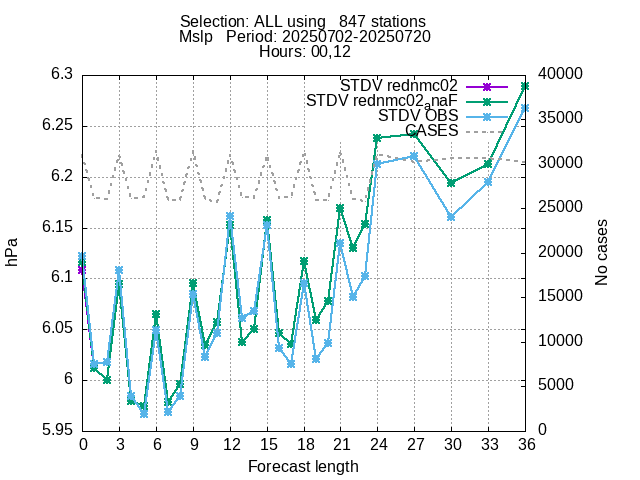 Selection: ALL using   847 stations
Mslp   Period: 20250702-20250720
Hours: 00,12
6.3
6.25
6.2
6.15
6.1
6.05
6
5.95
hPa
STDV rednmc02
STDV rednmc02anaF
STDV OBS
CASES
40000
35000
30000
25000
20000
15000
10000
5000
0
No cases
0 3 6 9 12 15 18 21 24 27 30 33 36
Forecast length